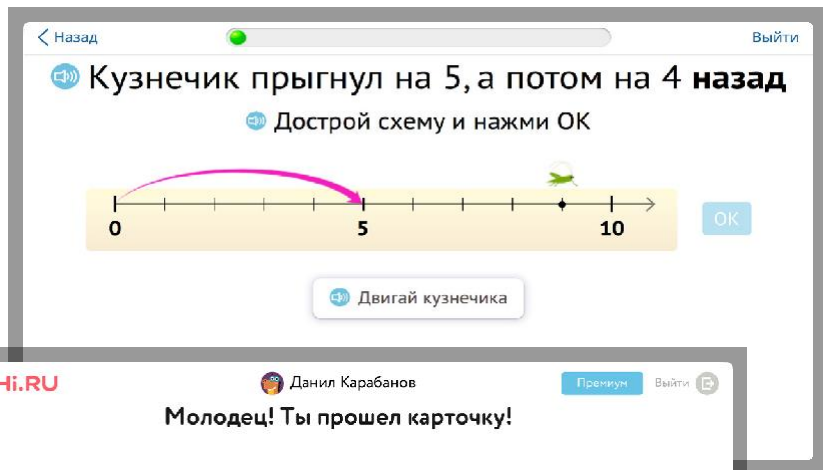 Назад
Выйти
Кузнечик прыгнул на 5, а потом на 4 назад
Дострой схему и нажми ОК
0 5 10
ОК
Двигай кузнечика
Hi.RU
Данил Карабанов
Премиум
Выйти
Молодец! Ты прошел карточку!